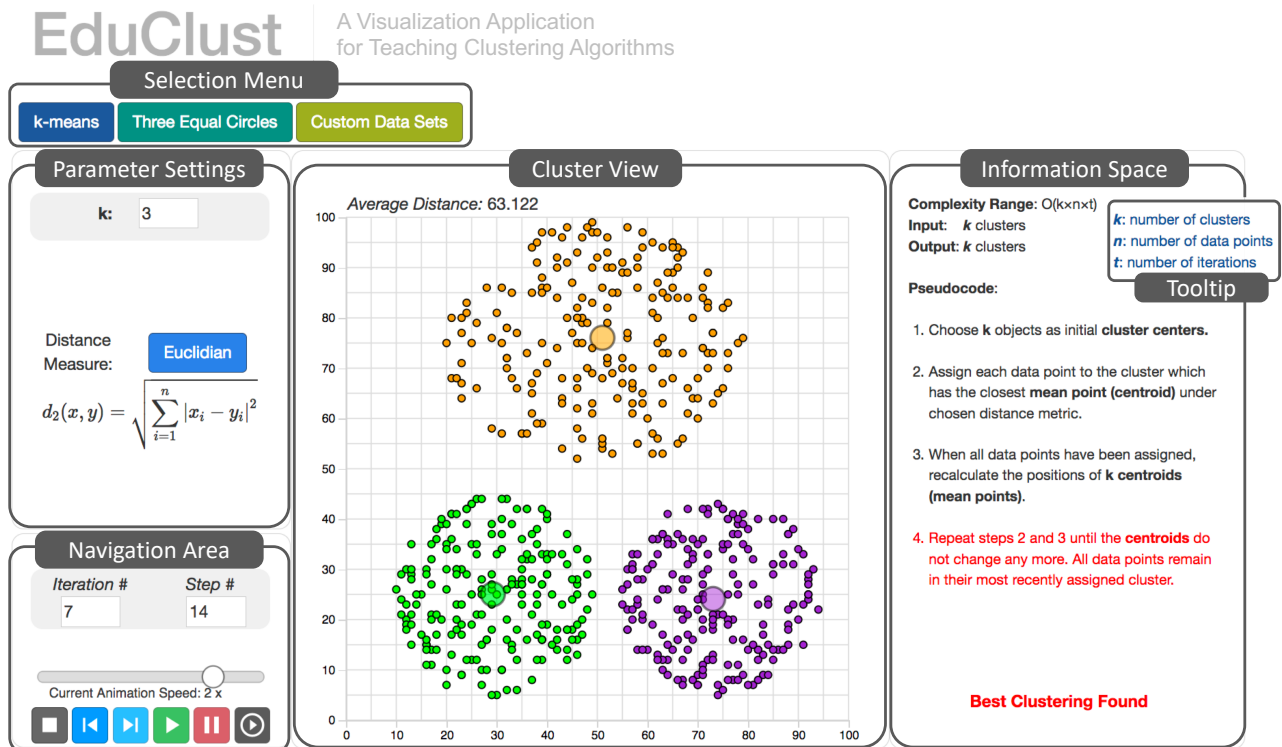 EduClust
A Visualization Application
for Teaching Clustering Algorithms
Selection Menu
k-means
Three Equal Circles
Custom Data Sets
Parameter Settings
k: 3
Distance
Measure:
Euclidian
d₂(x, y) = √ n ∑ i=1 |xᵢ − yᵢ|²
Navigation Area
Iteration # Step #
7 14
Current Animation Speed: 2 x
Cluster View
Average Distance: 63.122
100
90
80
70
60
50
40
30
20
10
0
0 10 20 30 40 50 60 70 80 90 100
Information Space
Complexity Range: O(k×n×t)
Input: k clusters
Output: k clusters
k: number of clusters
n: number of data points
t: number of iterations
Tooltip
Pseudocode:
1. Choose k objects as initial cluster centers.
2. Assign each data point to the cluster which
has the closest mean point (centroid) under
chosen distance metric.
3. When all data points have been assigned,
recalculate the positions of k centroids
(mean points).
4. Repeat steps 2 and 3 until the centroids do
not change any more. All data points remain
in their most recently assigned cluster.
Best Clustering Found